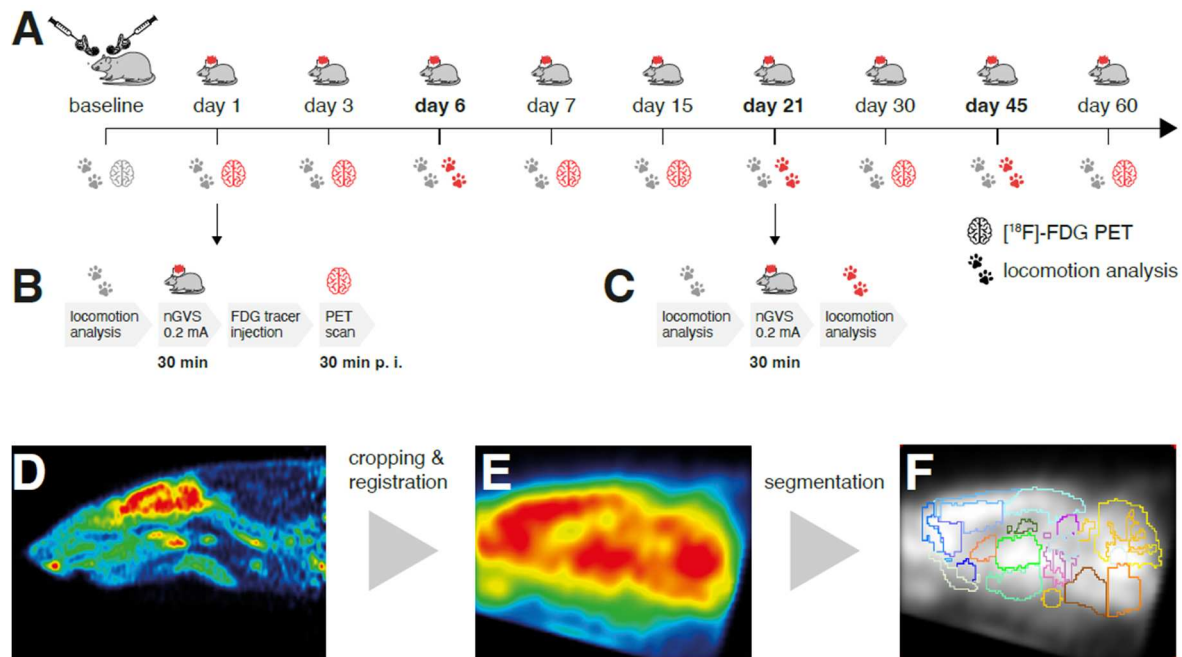 A
baseline
day 1
day 3
day 6
day 7
day 15
day 21
day 30
day 45
day 60
[¹⁸F]-FDG PET
locomotion analysis
B
locomotion
analysis
nGVS
0.2 mA
FDG tracer
injection
PET
scan
30 min
30 min p. i.
C
locomotion
analysis
nGVS
0.2 mA
locomotion
analysis
30 min
D
cropping &
registration
E
segmentation
F